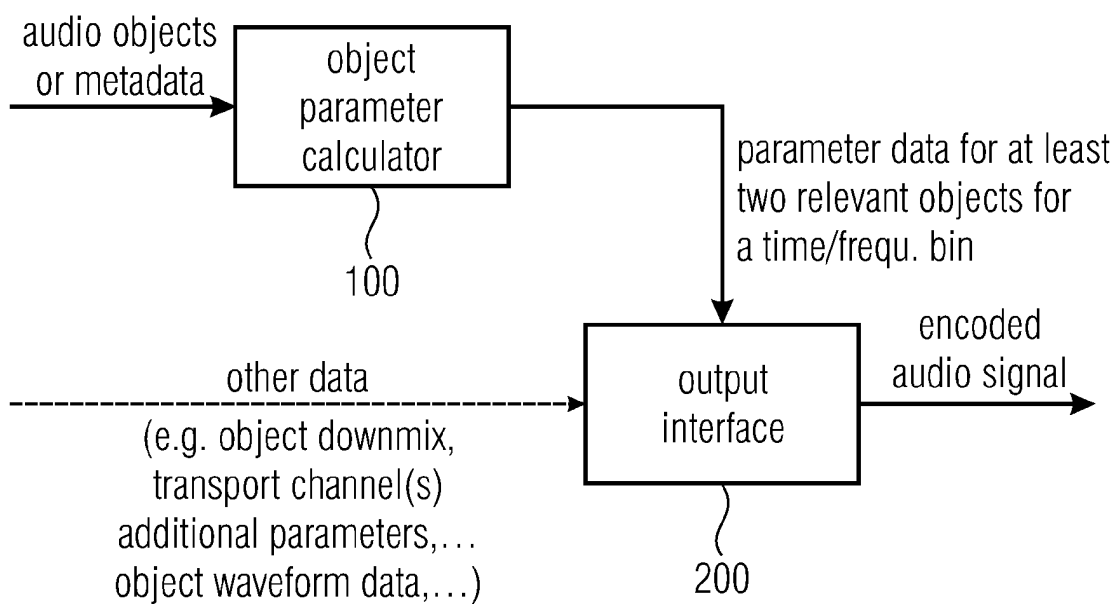 audio objects
or metadata
object
parameter
calculator
100
parameter data for at least
two relevant objects for
a time/frequ. bin
other data
(e.g. object downmix,
transport channel(s)
additional parameters,...
object waveform data,...)
output
interface
200
encoded
audio signal